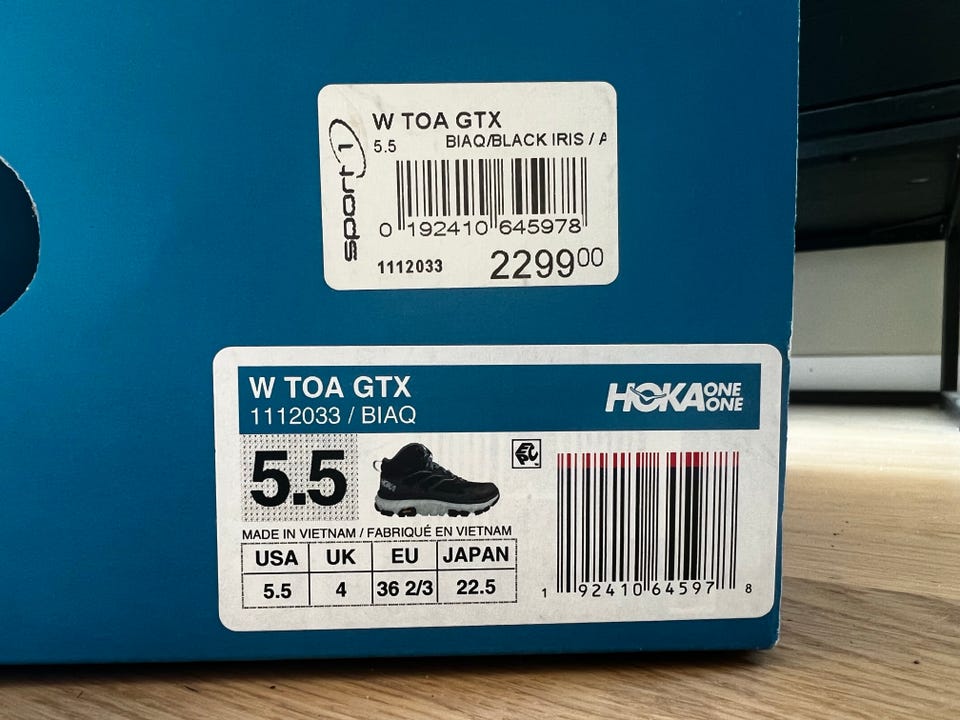 sport 1
W TOA GTX
5.5 BIAQ/BLACK IRIS / A
0 192410 645978
1112033 229900
W TOA GTX
1112033 / BIAQ
HOKA ONE ONE
5.5
HOKA
MADE IN VIETNAM / FABRIQUÉ EN VIETNAM
USA UK EU JAPAN
5.5 4 36 2/3 22.5
1 92410 64597 8